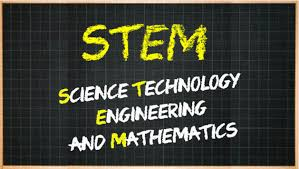 STEM
SCIENCE TECHNOLOGY
ENGINEERING
AND MATHEMATICS